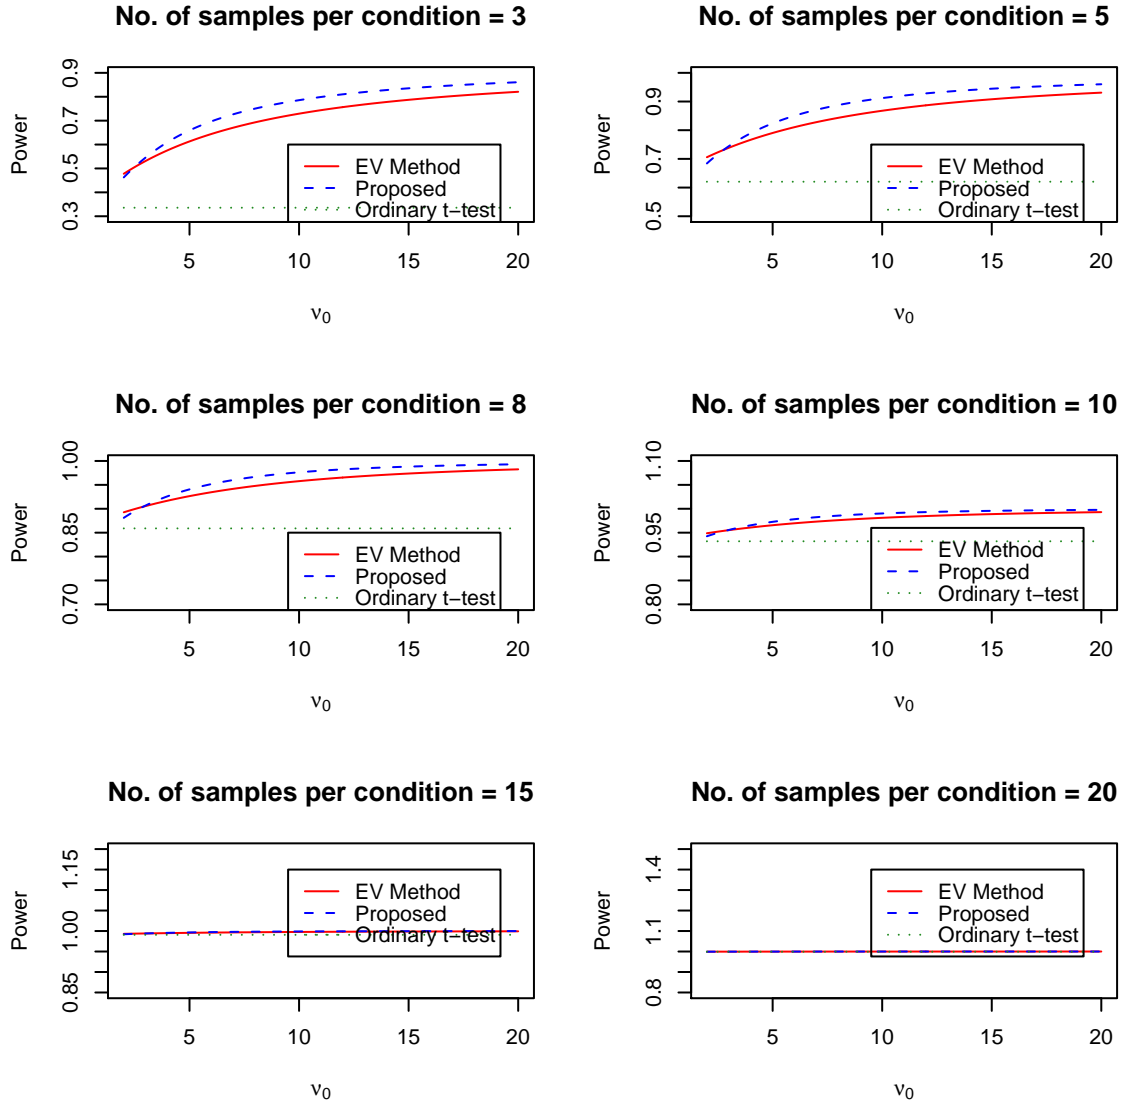 No. of samples per condition = 3
Power
0.3 0.5 0.7 0.9
EV Method
Proposed
Ordinary t−test
5 10 15 20
ν0
No. of samples per condition = 5
Power
0.5 0.7 0.9
EV Method
Proposed
Ordinary t−test
5 10 15 20
ν0
No. of samples per condition = 8
Power
0.70 0.85 1.00
EV Method
Proposed
Ordinary t−test
5 10 15 20
ν0
No. of samples per condition = 10
Power
0.80 0.95 1.10
EV Method
Proposed
Ordinary t−test
5 10 15 20
ν0
No. of samples per condition = 15
Power
0.85 1.00 1.15
EV Method
Proposed
Ordinary t−test
5 10 15 20
ν0
No. of samples per condition = 20
Power
0.8 1.1 1.4
EV Method
Proposed
Ordinary t−test
5 10 15 20
ν0